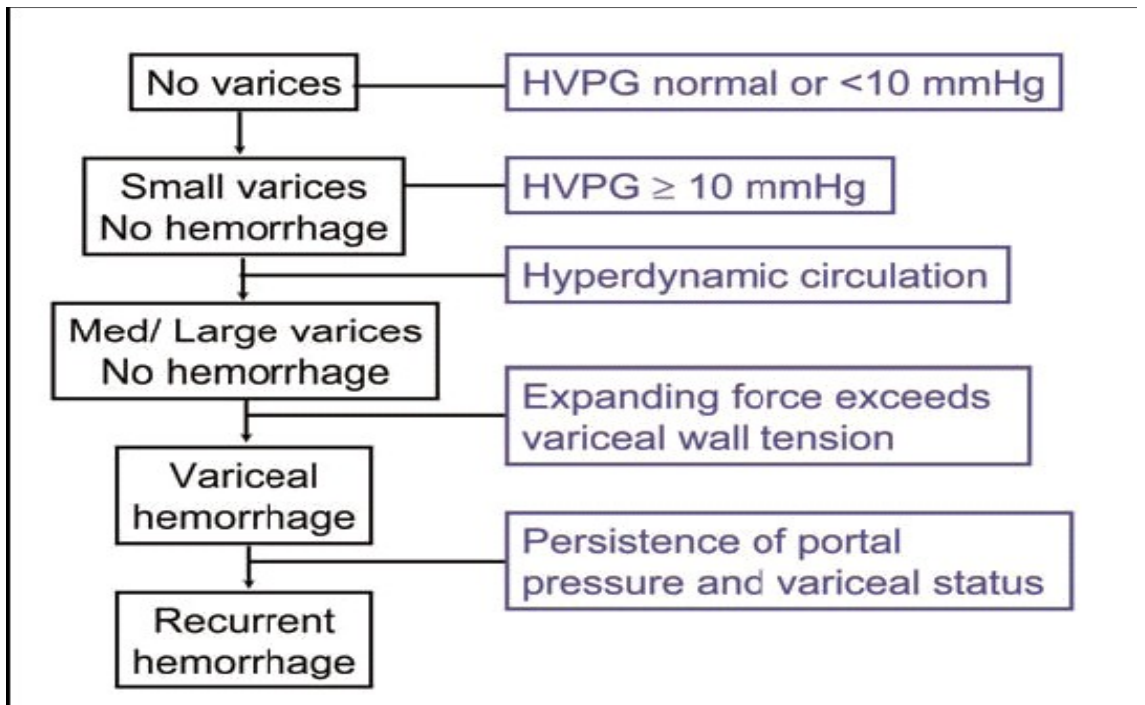 No varices
HVPG normal or <10 mmHg
Small varices
No hemorrhage
HVPG ≥ 10 mmHg
Hyperdynamic circulation
Med/ Large varices
No hemorrhage
Expanding force exceeds
variceal wall tension
Variceal
hemorrhage
Persistence of portal
pressure and variceal status
Recurrent
hemorrhage